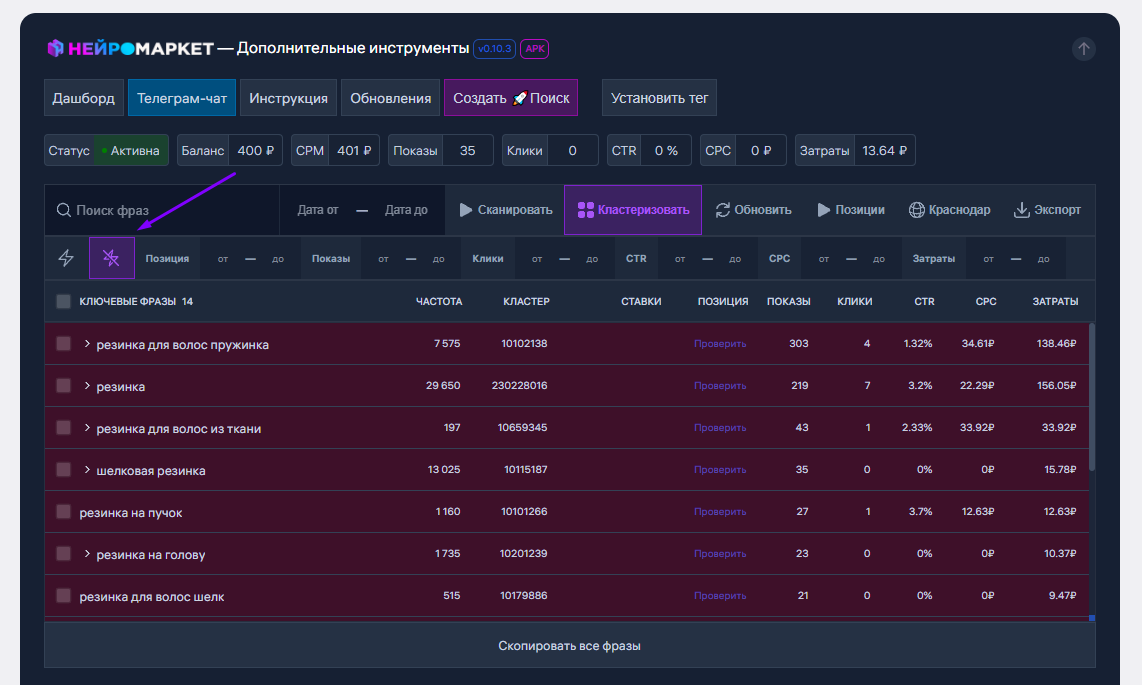 НЕЙРОМАРКЕТ — Дополнительные инструменты v0.10.3 APK
Дашборд Телеграм-чат Инструкция Обновления Создать 🚀 Поиск Установить тег
Статус Активна Баланс 400 ₽ CPM 401 ₽ Показы 35 Клики 0 CTR 0 % CPC 0 ₽ Затраты 13.64 ₽
Поиск фраз Дата от — Дата до Сканировать Кластеризовать Обновить Позиции Краснодар Экспорт
Позиция от — до Показы от — до Клики от — до CTR от — до CPC от — до Затраты от — до
КЛЮЧЕВЫЕ ФРАЗЫ 14 ЧАСТОТА КЛАСТЕР СТАВКИ ПОЗИЦИЯ ПОКАЗЫ КЛИКИ CTR CPC ЗАТРАТЫ
резинка для волос пружинка 7 575 10102138 Проверить 303 4 1.32% 34.61₽ 138.46₽
резинка 29 650 230228016 Проверить 219 7 3.2% 22.29₽ 156.05₽
резинка для волос из ткани 197 10659345 Проверить 43 1 2.33% 33.92₽ 33.92₽
шелковая резинка 13 025 10115187 Проверить 35 0 0% 0₽ 15.78₽
резинка на пучок 1 160 10101266 Проверить 27 1 3.7% 12.63₽ 12.63₽
резинка на голову 1 735 10201239 Проверить 23 0 0% 0₽ 10.37₽
резинка для волос шелк 515 10179886 Проверить 21 0 0% 0₽ 9.47₽
Скопировать все фразы